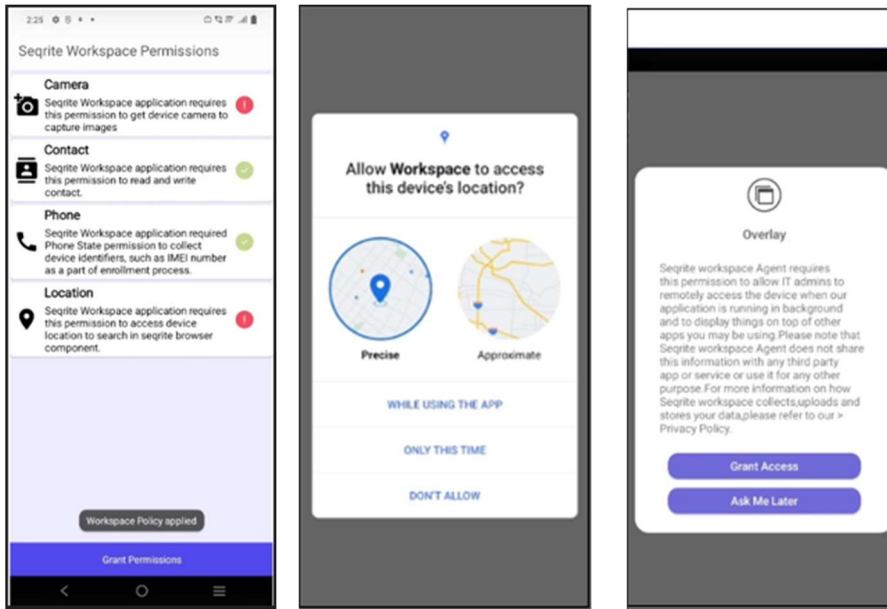 2:25
Seqrite Workspace Permissions
Camera
Seqrite Workspace application requires
this permission to get device camera to
capture images
Contact
Seqrite Workspace application requires
this permission to read and write
contact.
Phone
Seqrite Workspace application required
Phone State permission to collect
device identifiers, such as IMEI number
as a part of enrollment process.
Location
Seqrite Workspace application requires
this permission to access device
location to search in seqrite browser
component.
Workspace Policy applied
Grant Permissions
Allow Workspace to access
this device's location?
Precise
Approximate
WHILE USING THE APP
ONLY THIS TIME
DON'T ALLOW
Overlay
Seqrite workspace Agent requires
this permission to allow IT admins to
remotely access the device when our
application is running in background
and to display things on top of other
apps you may be using.Please note that
Seqrite workspace Agent does not share
this information with any third party
app or service or use it for any other
purpose.For more information on how
Seqrite workspace collects,uploads and
stores your data,please refer to our >
Privacy Policy.
Grant Access
Ask Me Later